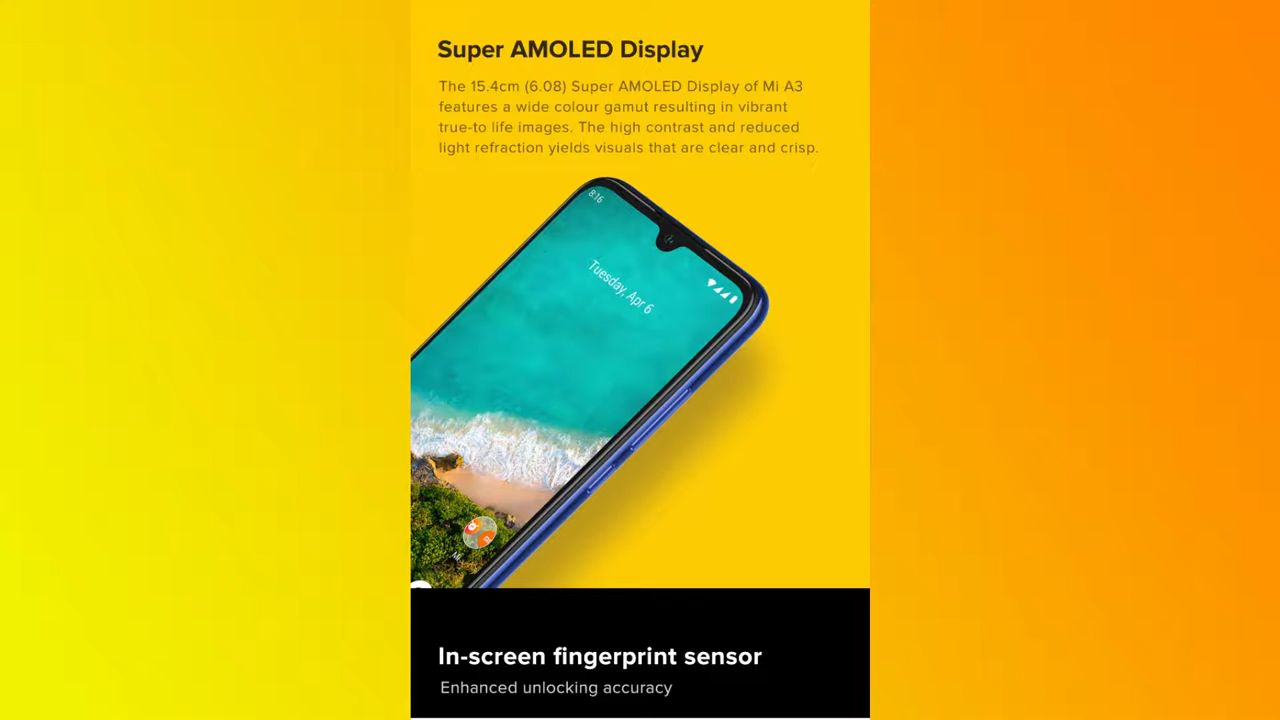 Super AMOLED Display
The 15.4cm (6.08) Super AMOLED Display of Mi A3
features a wide colour gamut resulting in vibrant
true-to life images. The high contrast and reduced
light refraction yields visuals that are clear and crisp.
8:16
Tuesday, Apr 6
In-screen fingerprint sensor
Enhanced unlocking accuracy